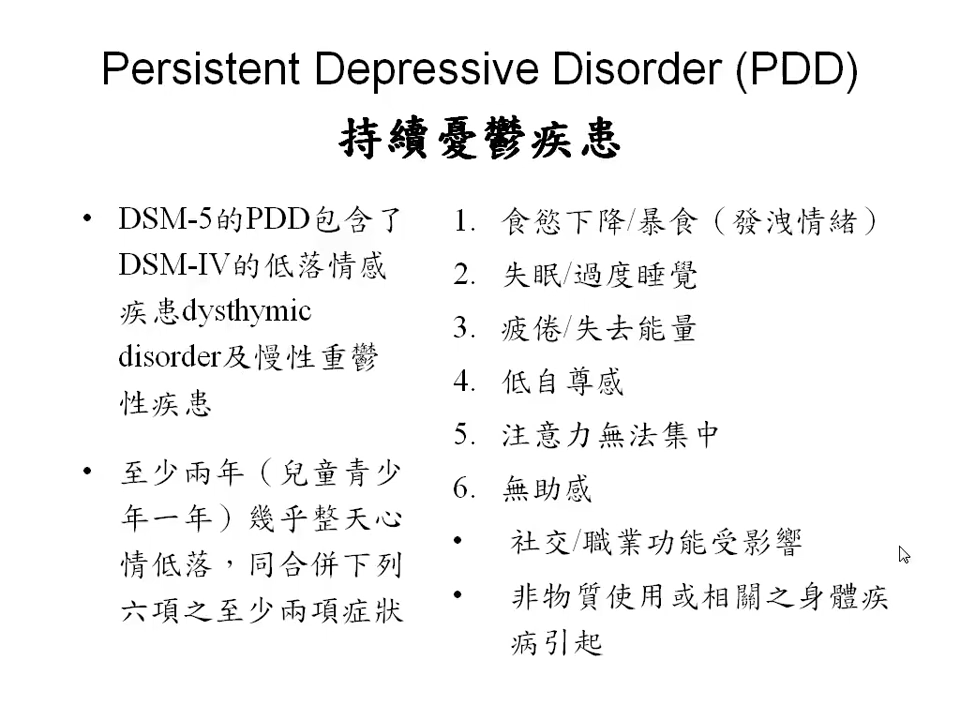 Persistent Depressive Disorder (PDD)
持續憂鬱疾患
• DSM-5的PDD包含了
DSM-IV的低落情感
疾患dysthymic
disorder及慢性重鬱
性疾患
• 至少兩年（兒童青少
年一年）幾乎整天心
情低落，同合併下列
六項之至少兩項症狀
1. 食慾下降/暴食（發洩情緒）
2. 失眠/過度睡覺
3. 疲倦/失去能量
4. 低自尊感
5. 注意力無法集中
6. 無助感
• 社交/職業功能受影響
• 非物質使用或相關之身體疾
病引起